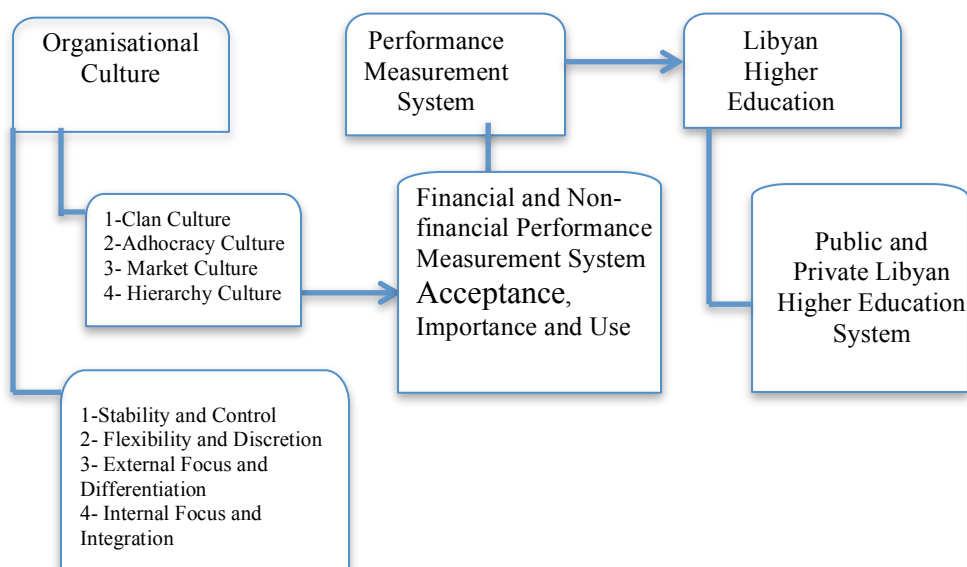 Organisational
Culture
Performance
Measurement
System
Libyan
Higher
Education
1-Clan Culture
2-Adhocracy Culture
3- Market Culture
4- Hierarchy Culture
Financial and Non-
financial Performance
Measurement System
Acceptance,
Importance and Use
Public and
Private Libyan
Higher Education
System
1-Stability and Control
2- Flexibility and Discretion
3- External Focus and
Differentiation
4- Internal Focus and
Integration